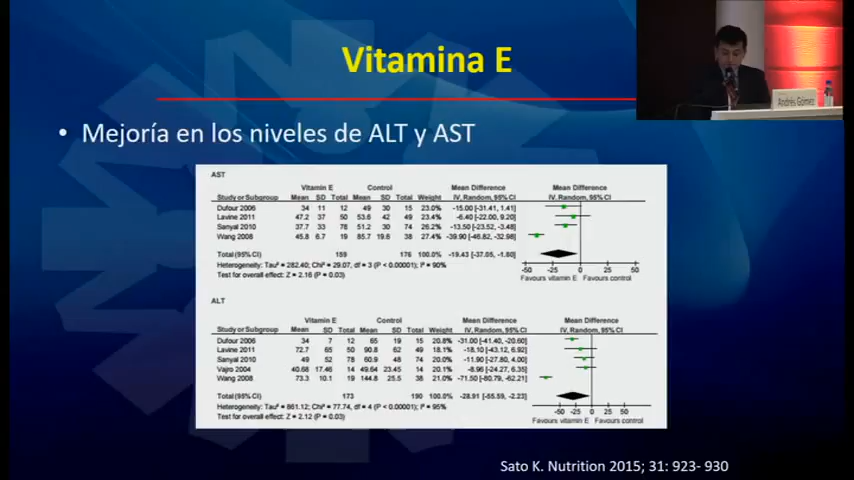 Vitamina E
Andrés Gómez
• Mejoría en los niveles de ALT y AST
AST
Vitamin E Control Mean Difference Mean Difference
Study or Subgroup Mean SD Total Mean SD Total Weight IV, Random, 95% CI IV, Random, 95% CI
Dufour 2006 34 11 12 49 30 15 23.0% -15.00 [-31.41, 1.41]
Lavine 2011 47.2 37 50 53.6 42 49 23.4% -6.40 [-22.00, 9.20]
Sanyal 2010 37.7 33 78 51.2 30 74 26.2% -13.50 [-23.52, -3.48]
Wang 2008 45.8 6.7 19 85.7 19.6 38 27.4% -39.90 [-46.82, -32.98]
Total (95% CI) 159 176 100.0% -19.43 [-37.05, -1.80]
Heterogeneity: Tau² = 282.40; Chi² = 29.07, df = 3 (P < 0.00001); I² = 90%
Test for overall effect: Z = 2.16 (P = 0.03)
-50 -25 0 25 50
Favours vitamin E Favours control
ALT
Vitamin E Control Mean Difference Mean Difference
Study or Subgroup Mean SD Total Mean SD Total Weight IV, Random, 95% CI IV, Random, 95% CI
Dufour 2006 34 7 12 65 19 15 20.8% -31.00 [-41.40, -20.60]
Lavine 2011 72.7 65 50 90.8 62 49 18.1% -18.10 [-43.12, 6.92]
Sanyal 2010 49 52 78 60.9 48 74 20.0% -11.90 [-27.80, 4.00]
Vajro 2004 40.68 17.46 14 49.64 23.45 14 20.1% -8.96 [-24.27, 6.35]
Wang 2008 73.3 10.1 19 144.8 25.5 38 21.0% -71.50 [-80.79, -62.21]
Total (95% CI) 173 190 100.0% -28.91 [-55.59, -2.23]
Heterogeneity: Tau² = 861.12; Chi² = 77.74, df = 4 (P < 0.00001); I² = 95%
Test for overall effect: Z = 2.12 (P = 0.03)
-50 -25 0 25 50
Favours vitamin E Favours control
Sato K. Nutrition 2015; 31: 923- 930